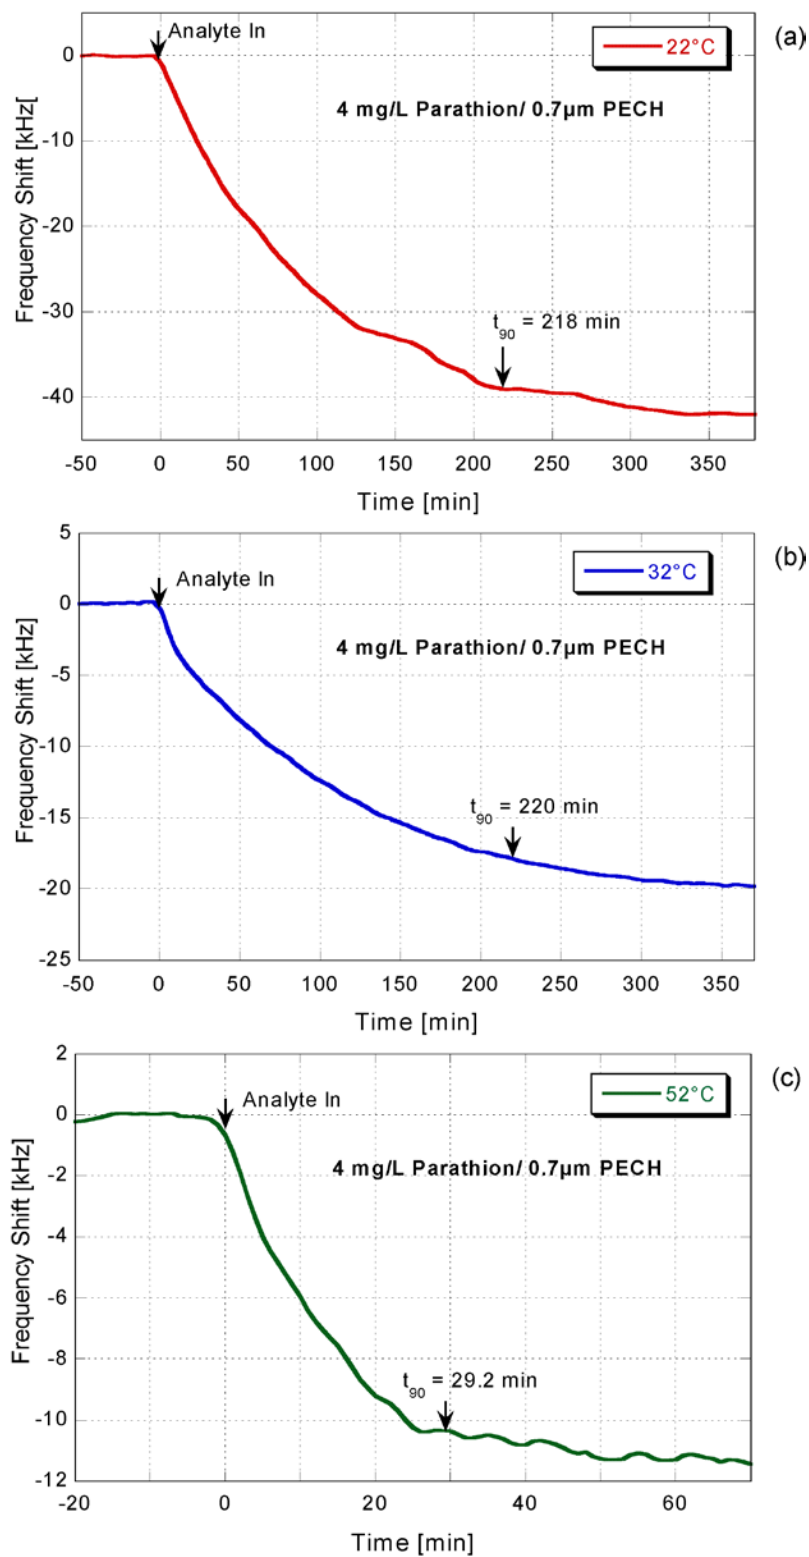 (a)
Analyte In
22°C
4 mg/L Parathion/ 0.7µm PECH
t90 = 218 min
Frequency Shift [kHz[
0
-10
-20
-30
-40
-50 0 50 100 150 200 250 300 350
Time [min]
(b)
Analyte In
32°C
4 mg/L Parathion/ 0.7µm PECH
t90 = 220 min
Frequency Shift [kHz]
5
0
-5
-10
-15
-20
-25
-50 0 50 100 150 200 250 300 350
Time [min]
(c)
Analyte In
52°C
4 mg/L Parathion/ 0.7µm PECH
t90 = 29.2 min
Frequency Shift [kHz]
2
0
-2
-4
-6
-8
-10
-12
-20 0 20 40 60
Time [min]